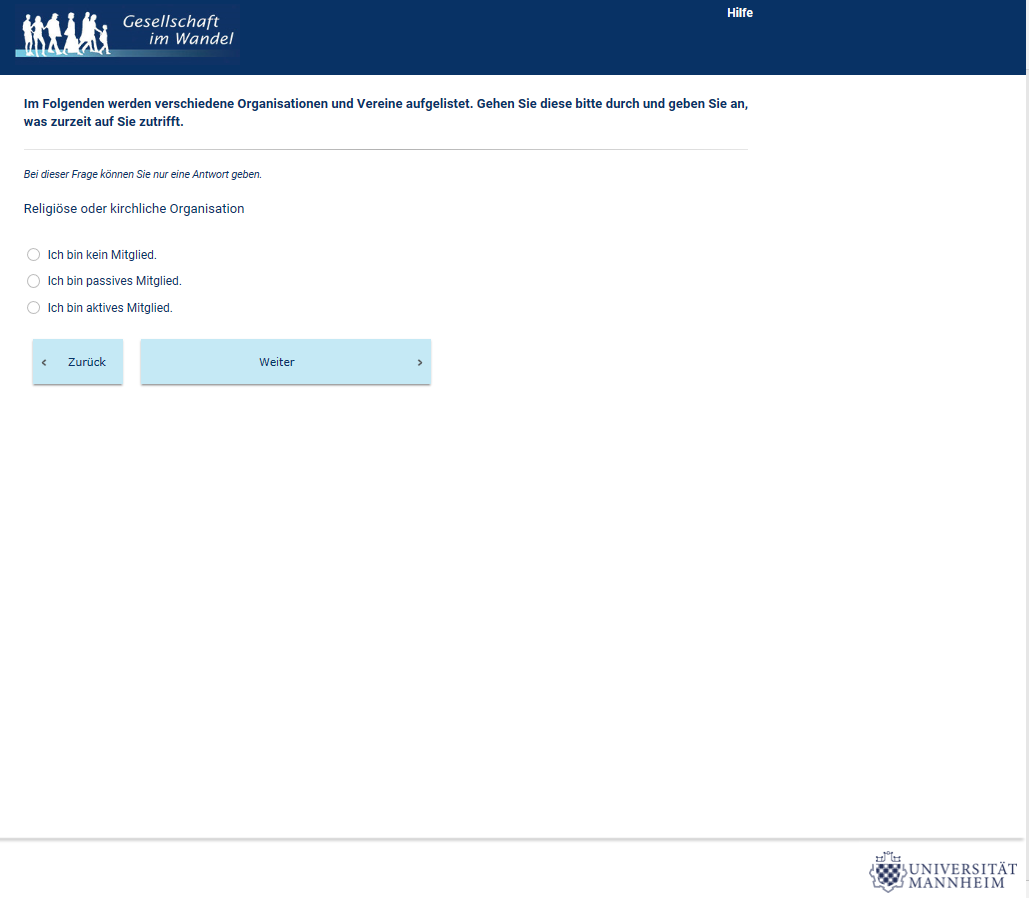 Gesellschaft
im Wandel
Hilfe
Im Folgenden werden verschiedene Organisationen und Vereine aufgelistet. Gehen Sie diese bitte durch und geben Sie an,
was zurzeit auf Sie zutrifft.
Bei dieser Frage können Sie nur eine Antwort geben.
Religiöse oder kirchliche Organisation
Ich bin kein Mitglied.
Ich bin passives Mitglied.
Ich bin aktives Mitglied.
‹ Zurück
Weiter ›
UNIVERSITÄT
MANNHEIM